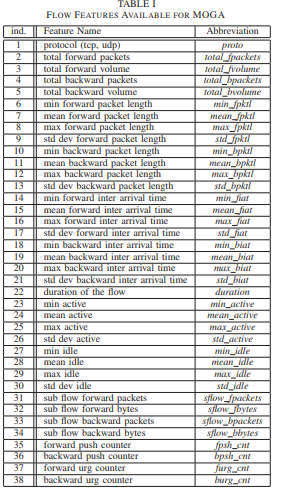 TABLE I
FLOW FEATURES AVAILABLE FOR MOGA
ind. Feature Name Abbreviation
1 protocol (tcp, udp) proto
2 total forward packets total_fpackets
3 total forward volume total_fvolume
4 total backward packets total_bpackets
5 total backward volume total_bvolume
6 min forward packet length min_fpktl
7 mean forward packet length mean_fpktl
8 max forward packet length max_fpktl
9 std dev forward packet length std_fpktl
10 min backward packet length min_bpktl
11 mean backward packet length mean_bpktl
12 max backward packet length max_bpktl
13 std dev backward packet length std_bpktl
14 min forward inter arrival time min_fiat
15 mean forward inter arrival time mean_fiat
16 max forward inter arrival time max_fiat
17 std dev forward inter arrival time std_fiat
18 min backward inter arrival time min_biat
19 mean backward inter arrival time mean_biat
20 max backward inter arrival time max_biat
21 std dev backward inter arrival time std_biat
22 duration of the flow duration
23 min active min_active
24 mean active mean_active
25 max active max_active
26 std dev active std_active
27 min idle min_idle
28 mean idle mean_idle
29 max idle max_idle
30 std dev idle std_idle
31 sub flow forward packets sflow_fpackets
32 sub flow forward bytes sflow_fbytes
33 sub flow backward packets sflow_bpackets
34 sub flow backward bytes sflow_bbytes
35 forward push counter fpsh_cnt
36 backward push counter bpsh_cnt
37 forward urg counter furg_cnt
38 backward urg counter burg_cnt